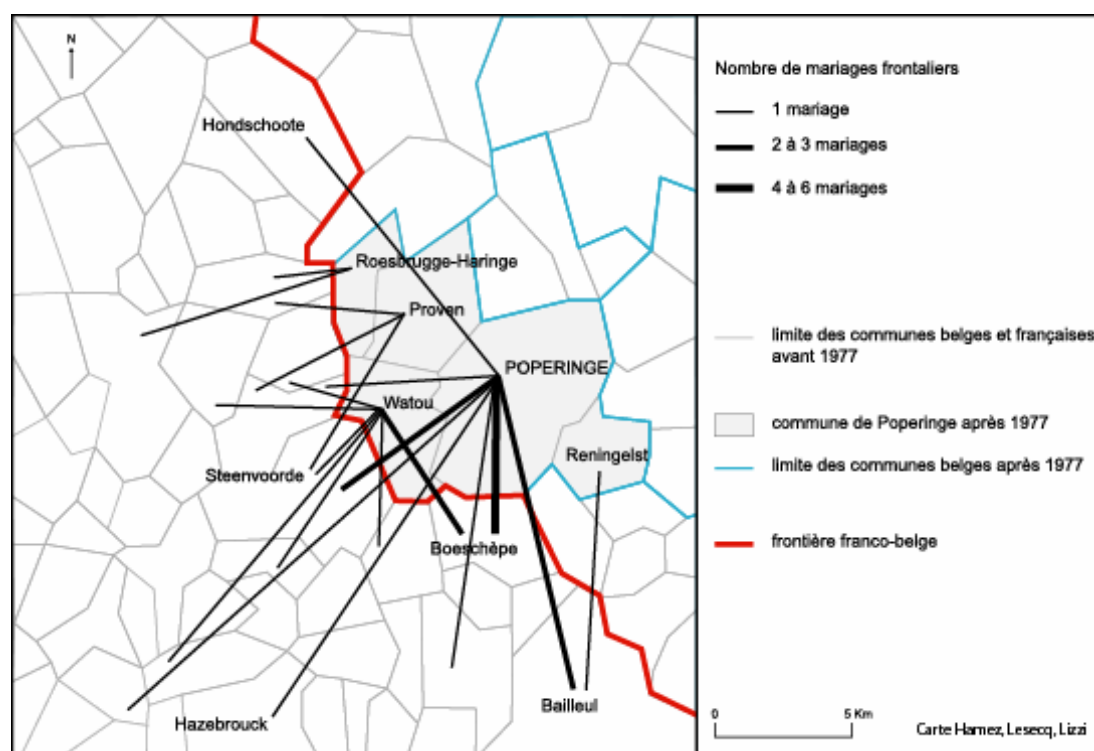 N
Hondschoote
Roesbrugge-Haringe
Proven
POPERINGE
Watou
Reningelst
Steenvoorde
Boeschèpe
Bailleul
Hazebrouck
Nombre de mariages frontaliers
1 mariage
2 à 3 mariages
4 à 6 mariages
limite des communes belges et françaises
avant 1977
commune de Poperinge après 1977
limite des communes belges après 1977
frontière franco-belge
0 5 Km
Carte Hamez, Lesecq, Lizzi